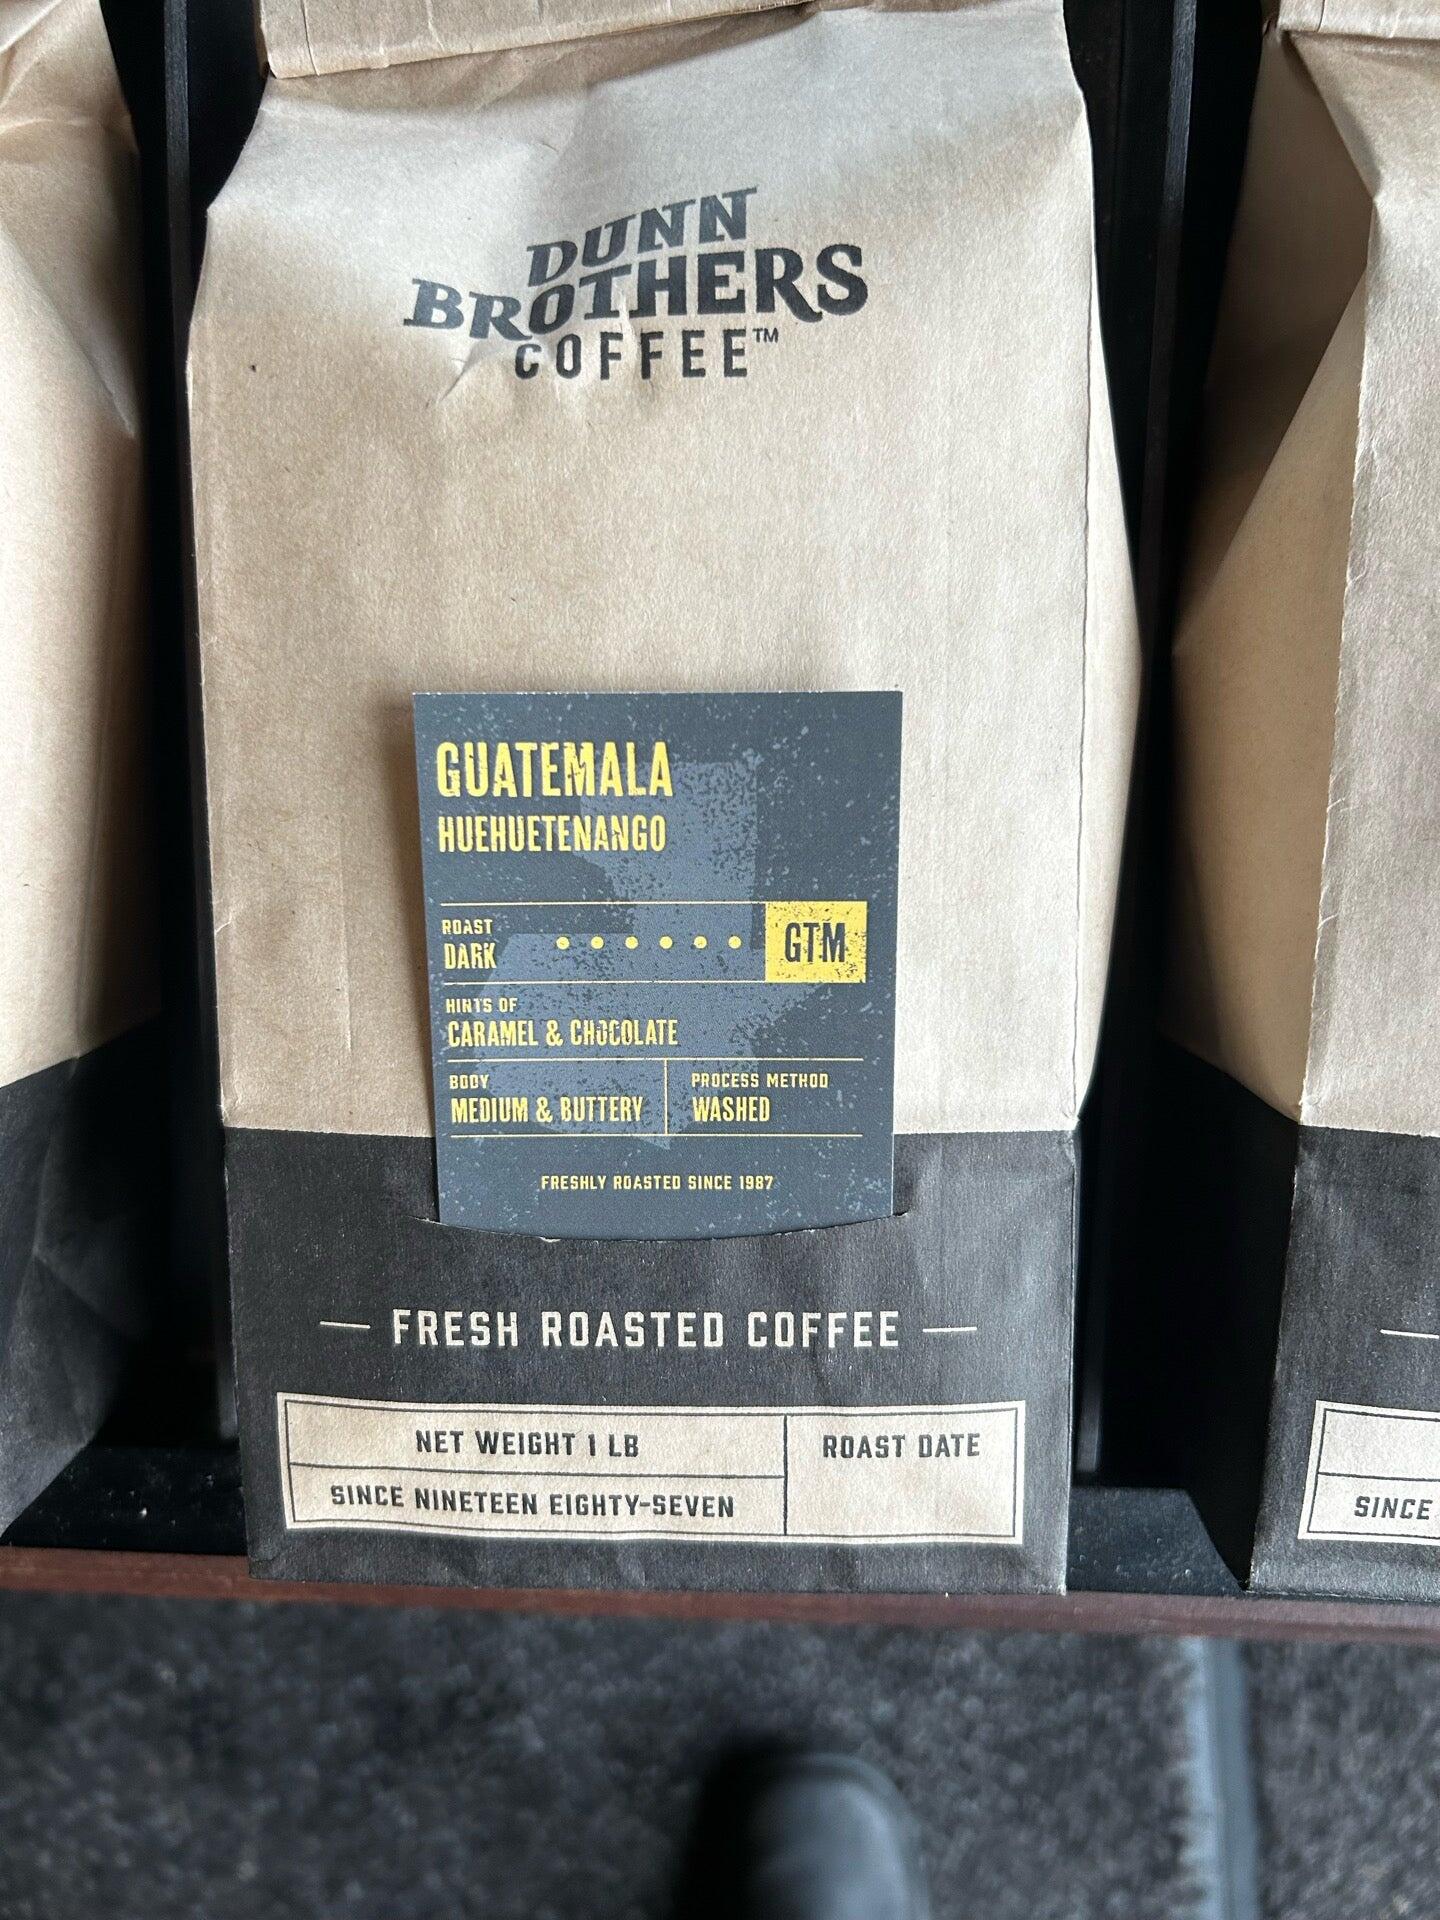 DUNN
BROTHERS
COFFEE™
GUATEMALA
HUEHUETENANGO
ROAST
DARK
GTM
HINTS OF
CARAMEL & CHOCOLATE
BODY
MEDIUM & BUTTERY
PROCESS METHOD
WASHED
FRESHLY ROASTED SINCE 1987
— FRESH ROASTED COFFEE —
NET WEIGHT 1 LB
ROAST DATE
SINCE NINETEEN EIGHTY-SEVEN
SINCE